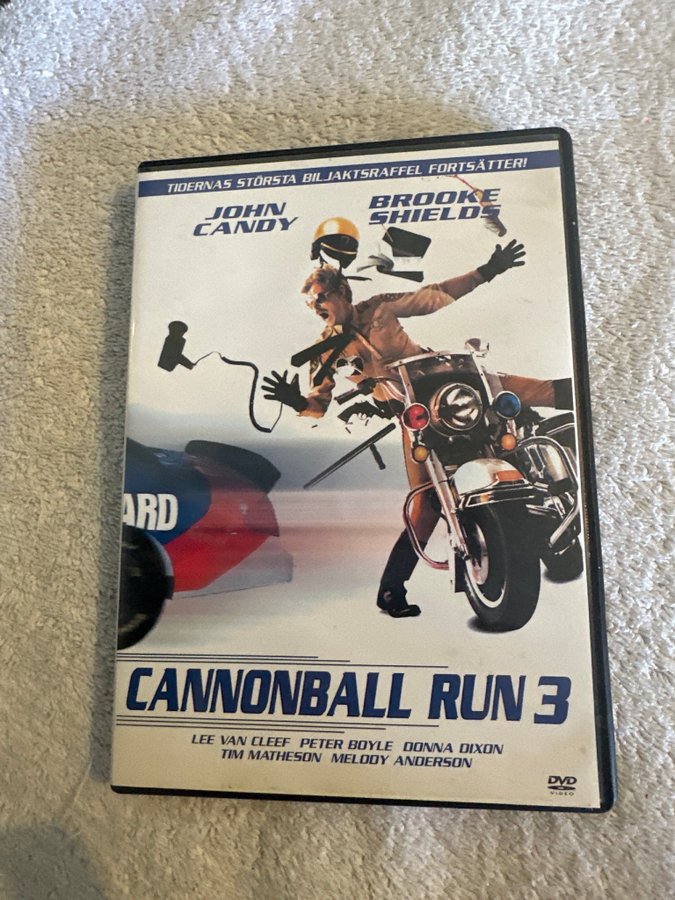 TIDERNAS STÖRSTA BILJAKTSRAFFEL FORTSÄTTER!
JOHN CANDY
BROOKE SHIELDS
ARD
CANNONBALL RUN 3
LEE VAN CLEEF PETER BOYLE DONNA DIXON
TIM MATHESON MELODY ANDERSON
DVD
VIDEO